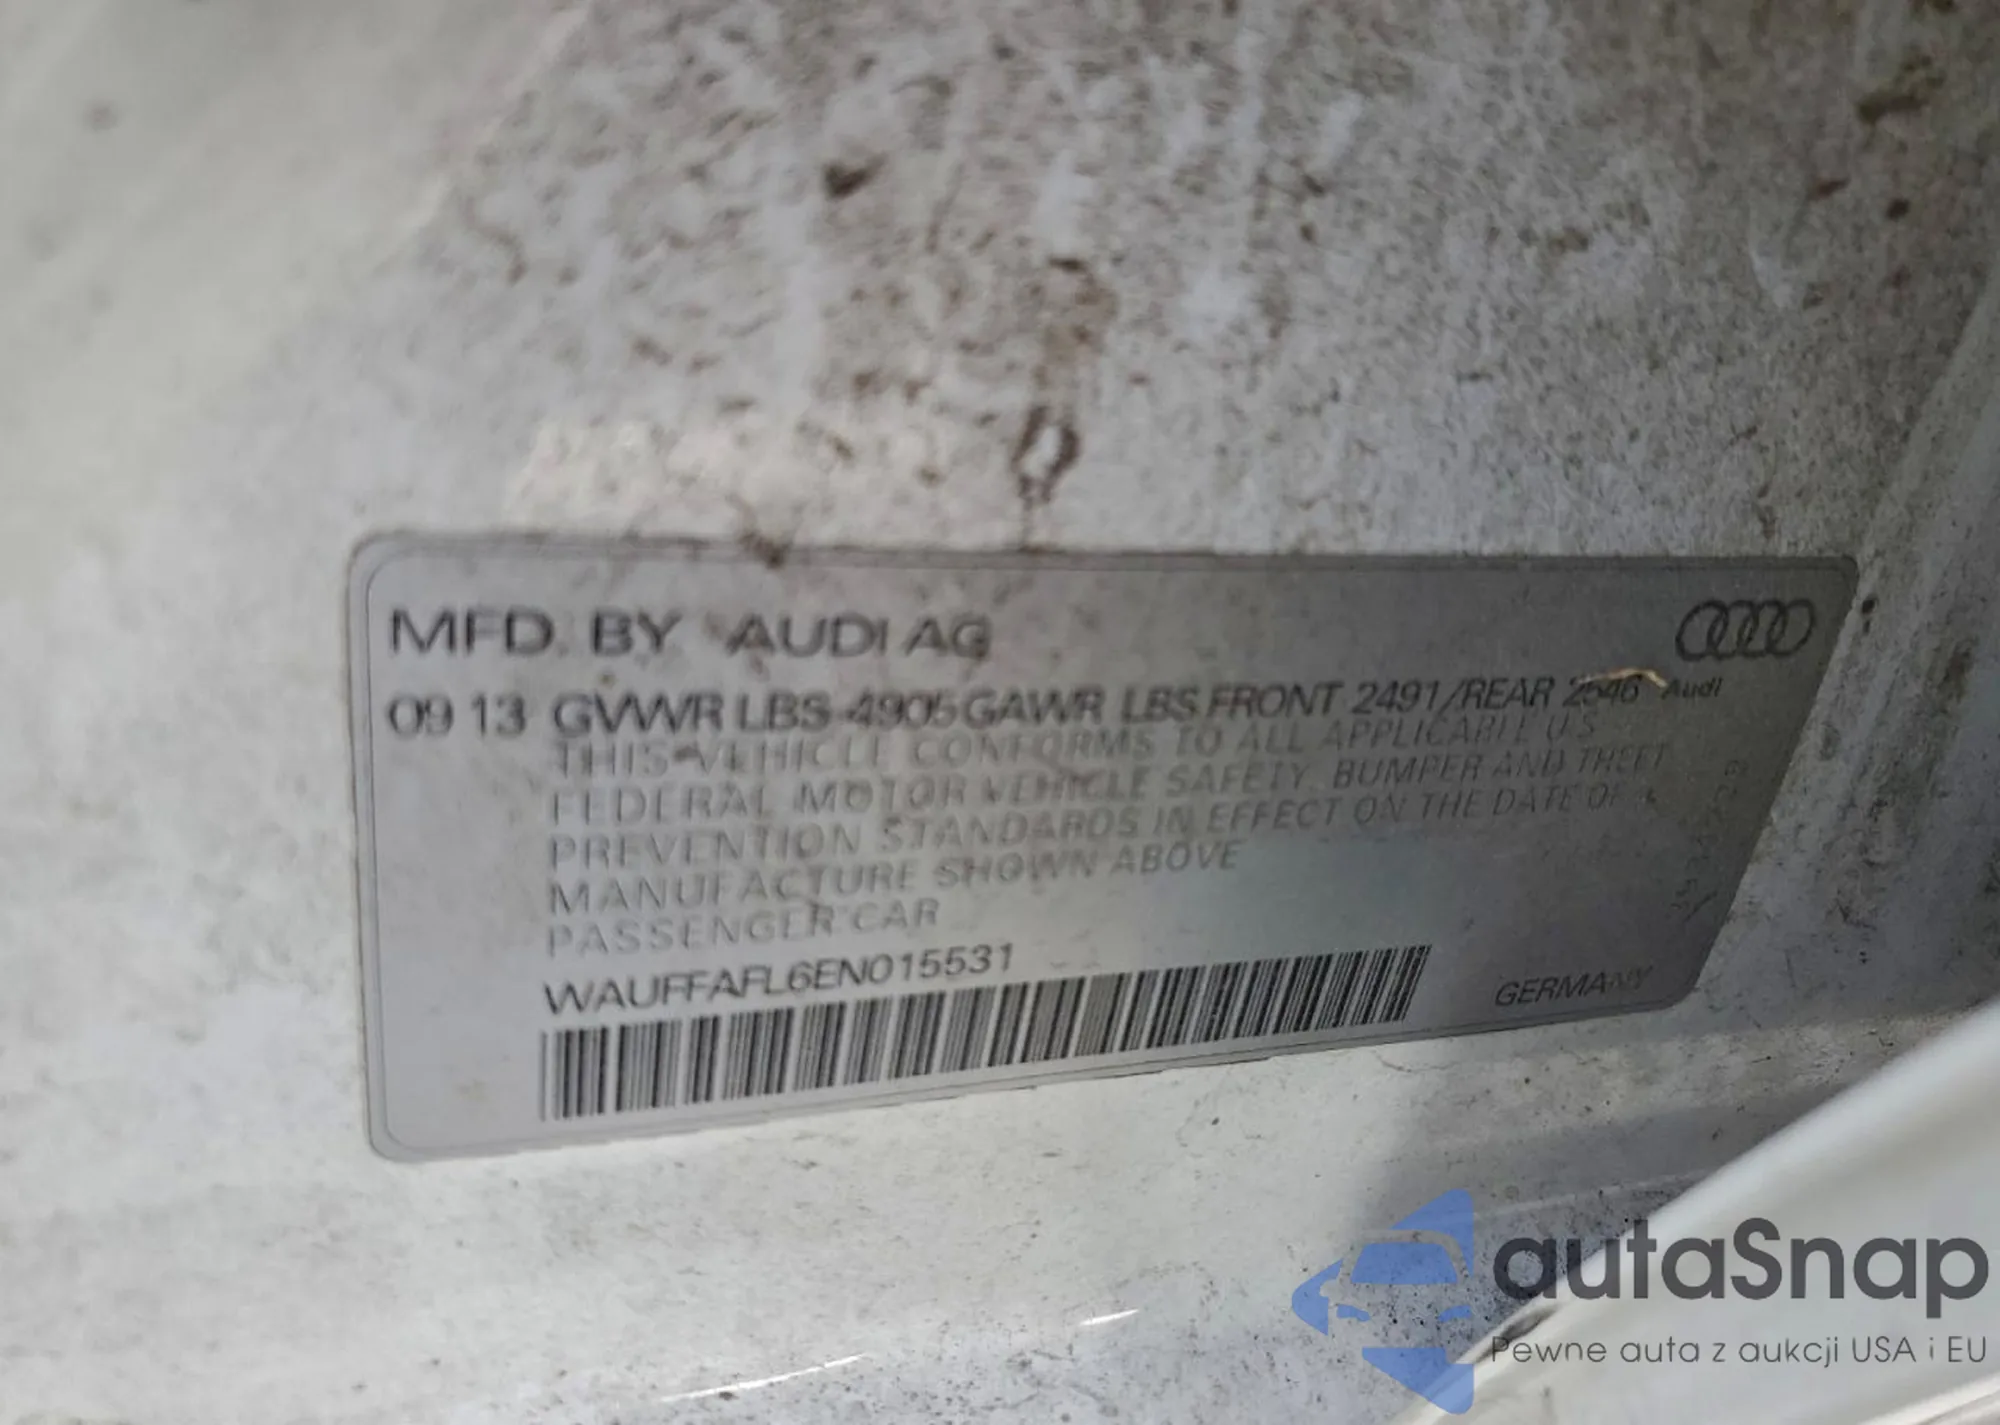 MFD. BY AUDI AG
09 13 GVWR LBS 4905 GAWR LBS FRONT 2491/REAR 2546 Audi
THIS VEHICLE CONFORMS TO ALL APPLICABLE U.S.
FEDERAL MOTOR VEHICLE SAFETY, BUMPER AND THEFT
PREVENTION STANDARDS IN EFFECT ON THE DATE OF
MANUFACTURE SHOWN ABOVE
PASSENGER CAR
WAUFFAFL6EN015531
GERMANY
autaSnap
Pewne auta z aukcji USA i EU